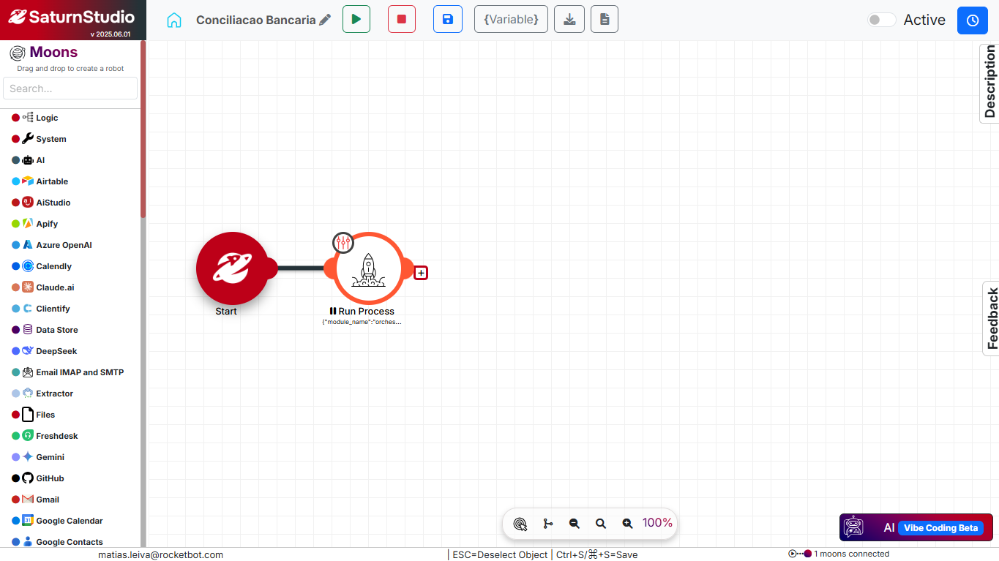 SaturnStudio
v 2025.06.01
Conciliacao Bancaria
{Variable}
Active
Moons
Drag and drop to create a robot
Search...
Logic
System
AI
Airtable
AiStudio
Apify
Azure OpenAI
Calendly
Claude.ai
Clientify
Data Store
DeepSeek
Email IMAP and SMTP
Extractor
Files
Freshdesk
Gemini
GitHub
Gmail
Google Calendar
Google Contacts
Start
Run Process
{"module_name":"orches...
Description
Feedback
100%
AI Vibe Coding Beta
matias.leiva@rocketbot.com
| ESC=Deselect Object | Ctrl+S/⌘+S=Save
1 moons connected